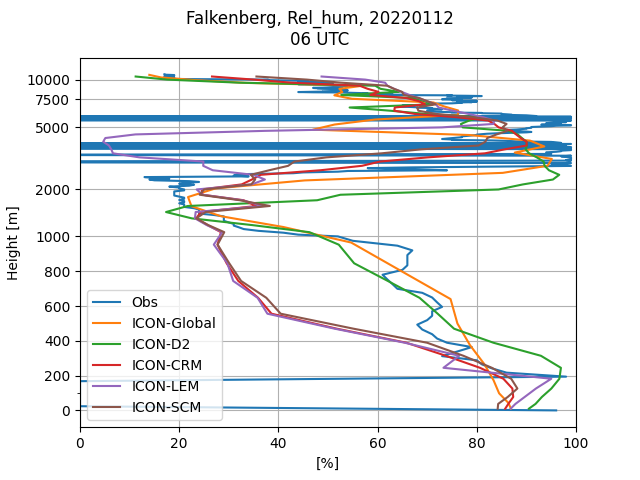 Falkenberg, Rel_hum, 20220112
06 UTC
10000
7500
5000
2000
1000
800
600
400
200
0
Height [m]
Obs
ICON-Global
ICON-D2
ICON-CRM
ICON-LEM
ICON-SCM
0 20 40 60 80 100
[%]